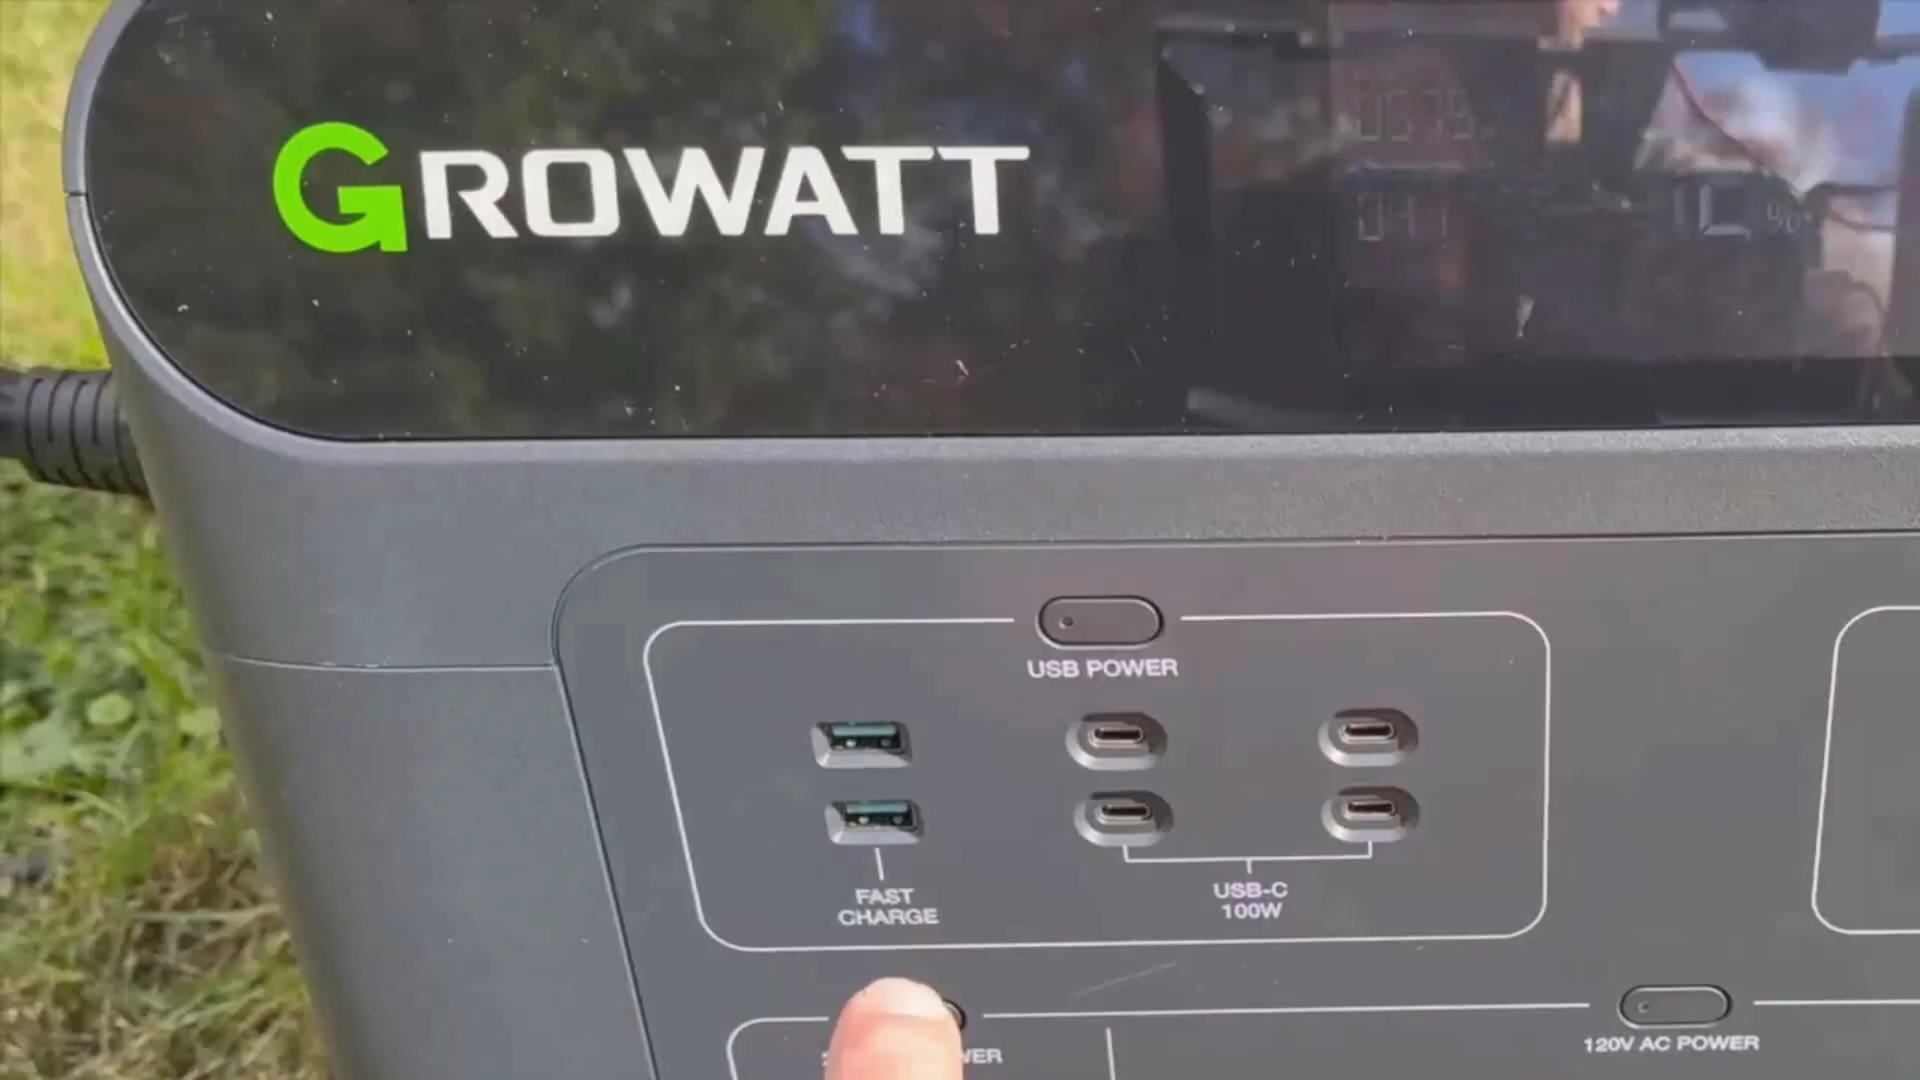 GROWATT
USB POWER
FAST
CHARGE
USB-C
100W
120V AC POWER